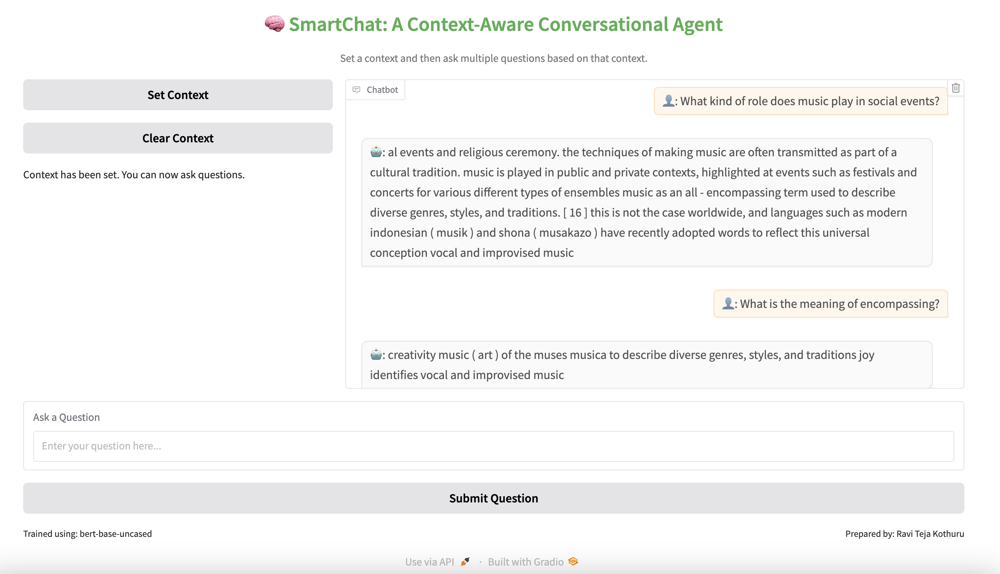 🧠 SmartChat: A Context-Aware Conversational Agent
Set a context and then ask multiple questions based on that context.
Set Context
Clear Context
Context has been set. You can now ask questions.
Chatbot
👤: What kind of role does music play in social events?
🤖: al events and religious ceremony. the techniques of making music are often transmitted as part of a
cultural tradition. music is played in public and private contexts, highlighted at events such as festivals and
concerts for various different types of ensembles music as an all - encompassing term used to describe
diverse genres, styles, and traditions. [ 16 ] this is not the case worldwide, and languages such as modern
indonesian ( musik ) and shona ( musakazo ) have recently adopted words to reflect this universal
conception vocal and improvised music
👤: What is the meaning of encompassing?
🤖: creativity music ( art ) of the muses musica to describe diverse genres, styles, and traditions joy
identifies vocal and improvised music
Ask a Question
Enter your question here...
Submit Question
Trained using: bert-base-uncased
Prepared by: Ravi Teja Kothuru
Use via API · Built with Gradio